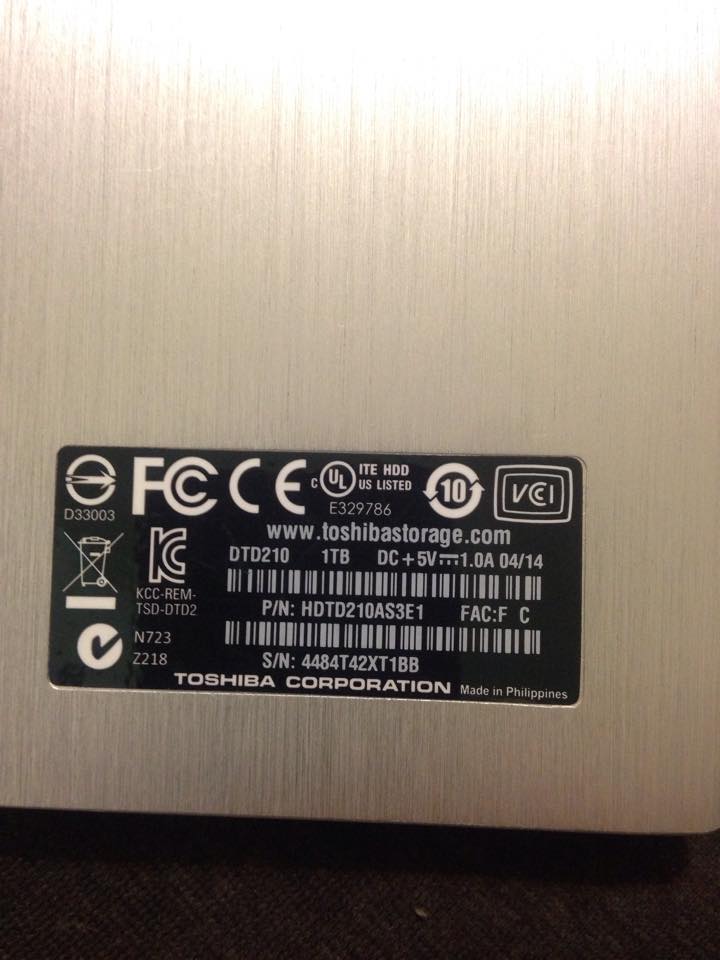 D33003
FC CE
c UL ITE HDD
US LISTED
E329786
10
VCI
www.toshibastorage.com
DTD210 1TB DC+5V⎓1.0A 04/14
KCC-REM-
TSD-DTD2
P/N: HDTD210AS3E1 FAC:F C
N723
Z218
S/N: 4484T42XT1BB
TOSHIBA CORPORATION Made in Philippines